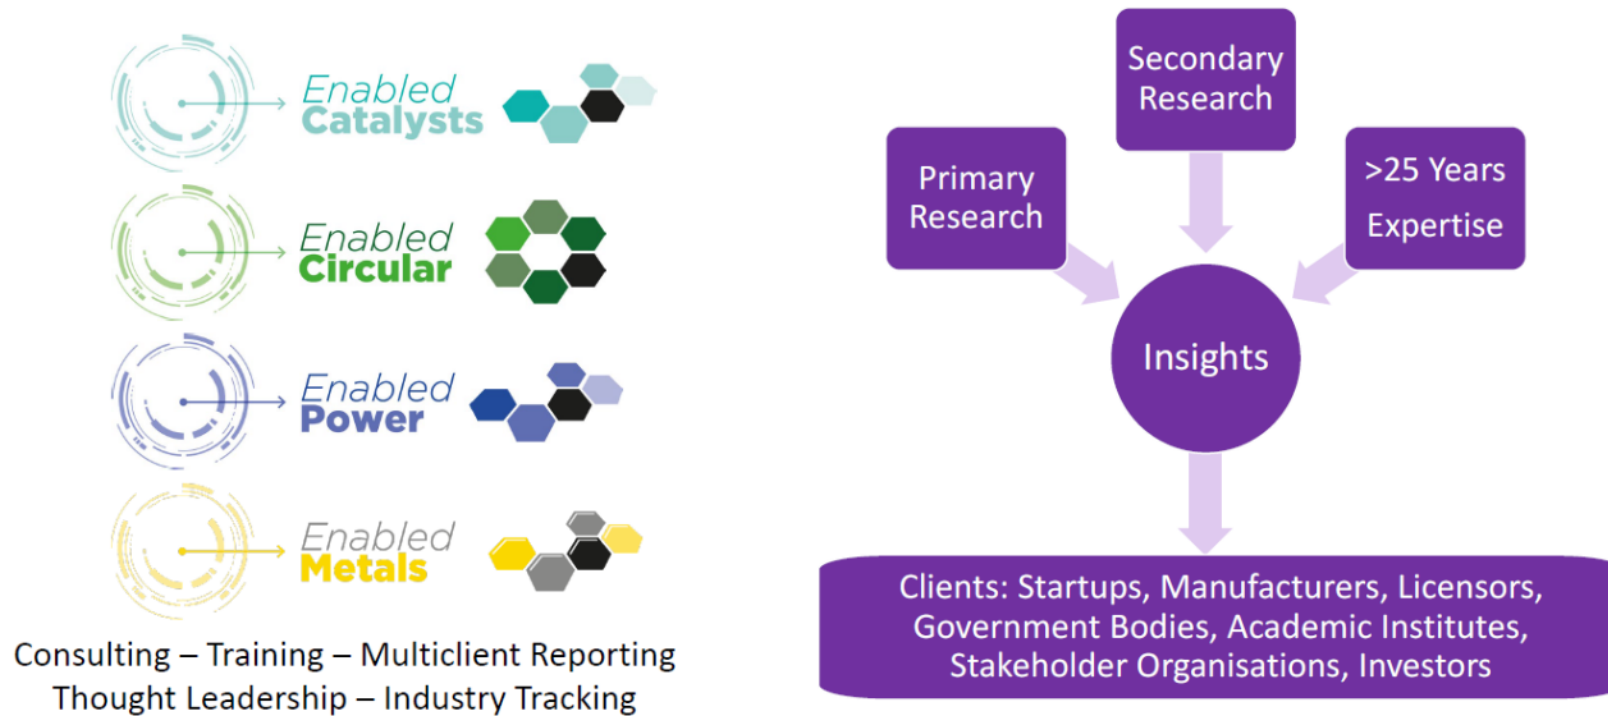 Enabled
Catalysts
Enabled
Circular
Enabled
Power
Enabled
Metals
Consulting – Training – Multiclient Reporting
Thought Leadership – Industry Tracking
Secondary
Research
Primary
Research
>25 Years
Expertise
Insights
Clients: Startups, Manufacturers, Licensors,
Government Bodies, Academic Institutes,
Stakeholder Organisations, Investors